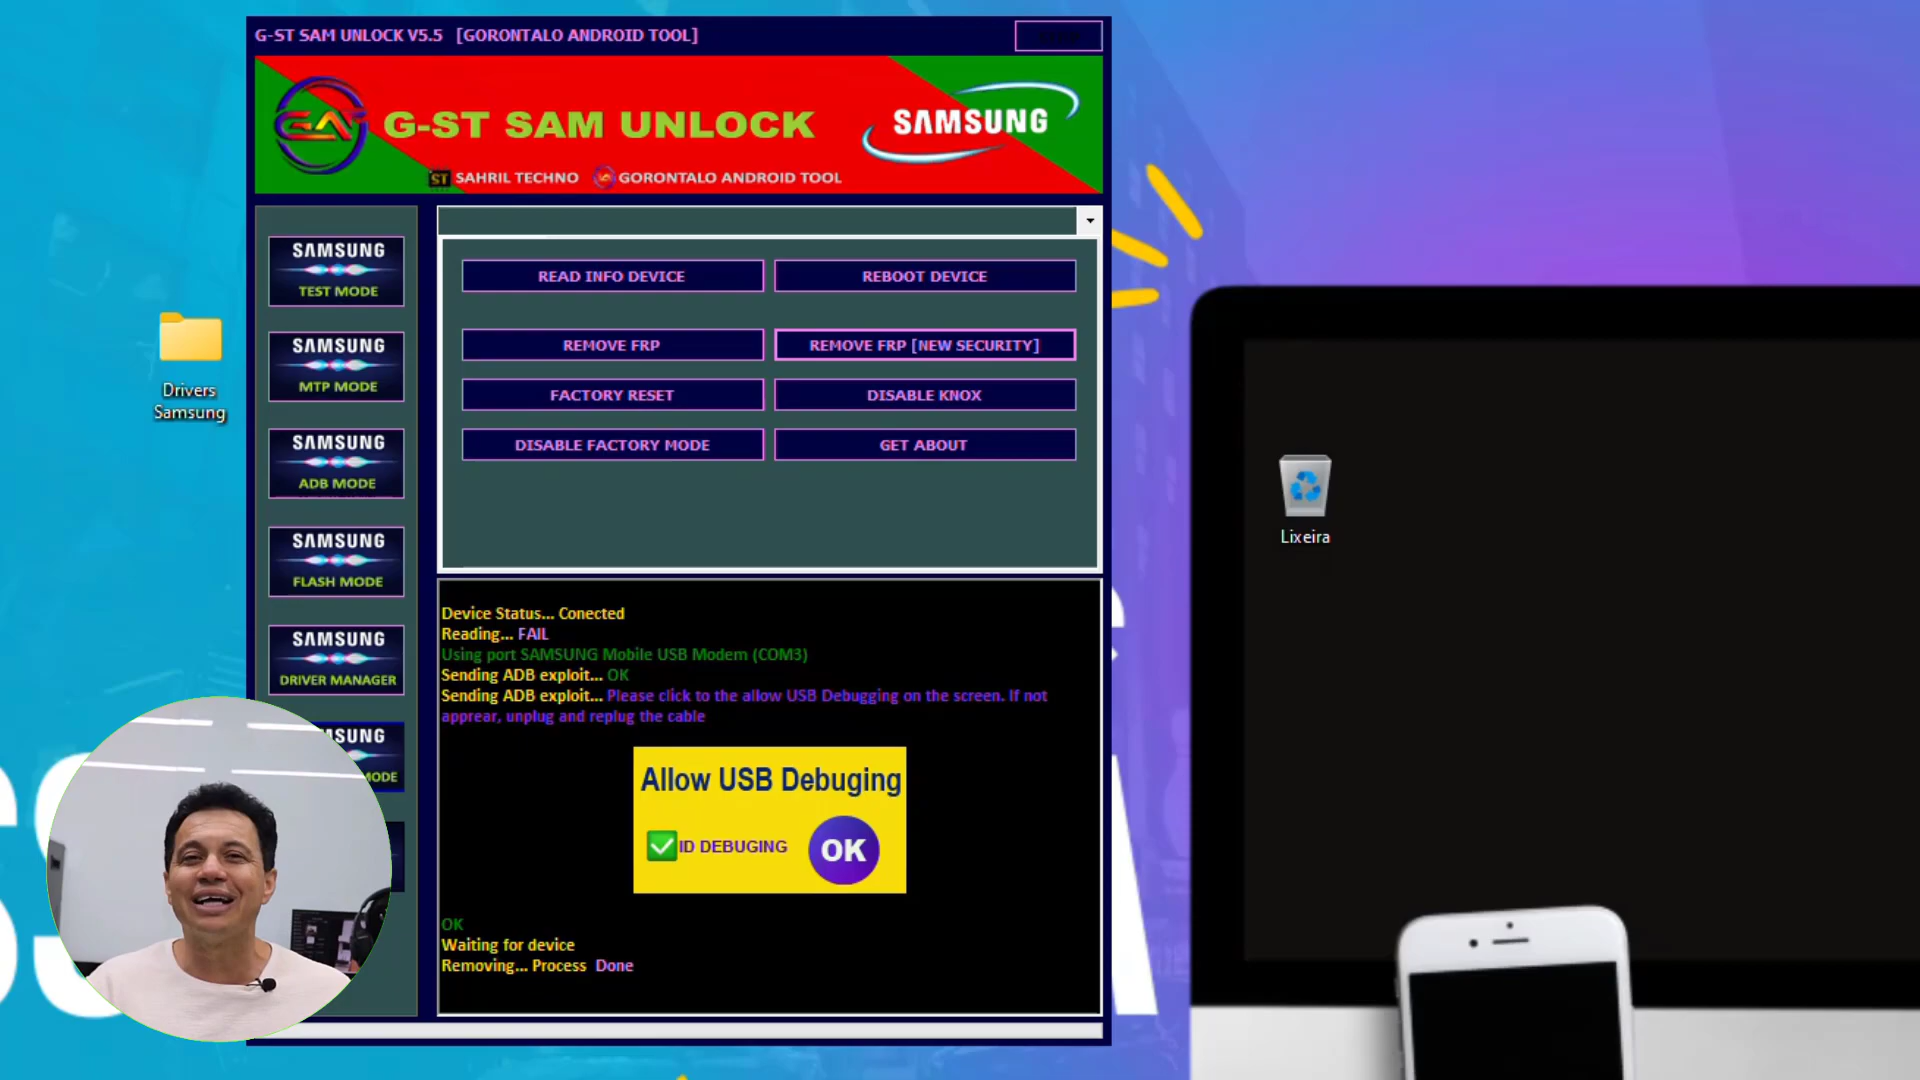 G-ST SAM UNLOCK V5.5 [GORONTALO ANDROID TOOL]
GA G-ST SAM UNLOCK
SAMSUNG
ST SAHRIL TECHNO GORONTALO ANDROID TOOL
SAMSUNG
TEST MODE
SAMSUNG
MTP MODE
SAMSUNG
ADB MODE
SAMSUNG
FLASH MODE
SAMSUNG
DRIVER MANAGER
SUNG
MODE
READ INFO DEVICE
REBOOT DEVICE
REMOVE FRP
REMOVE FRP [NEW SECURITY]
FACTORY RESET
DISABLE KNOX
DISABLE FACTORY MODE
GET ABOUT
Device Status... Conected
Reading... FAIL
Using port SAMSUNG Mobile USB Modem (COM3)
Sending ADB exploit... OK
Sending ADB exploit... Please click to the allow USB Debugging on the screen. If not
apprear, unplug and replug the cable
Allow USB Debuging
ID DEBUGING OK
OK
Waiting for device
Removing... Process Done
Drivers
Samsung
Lixeira